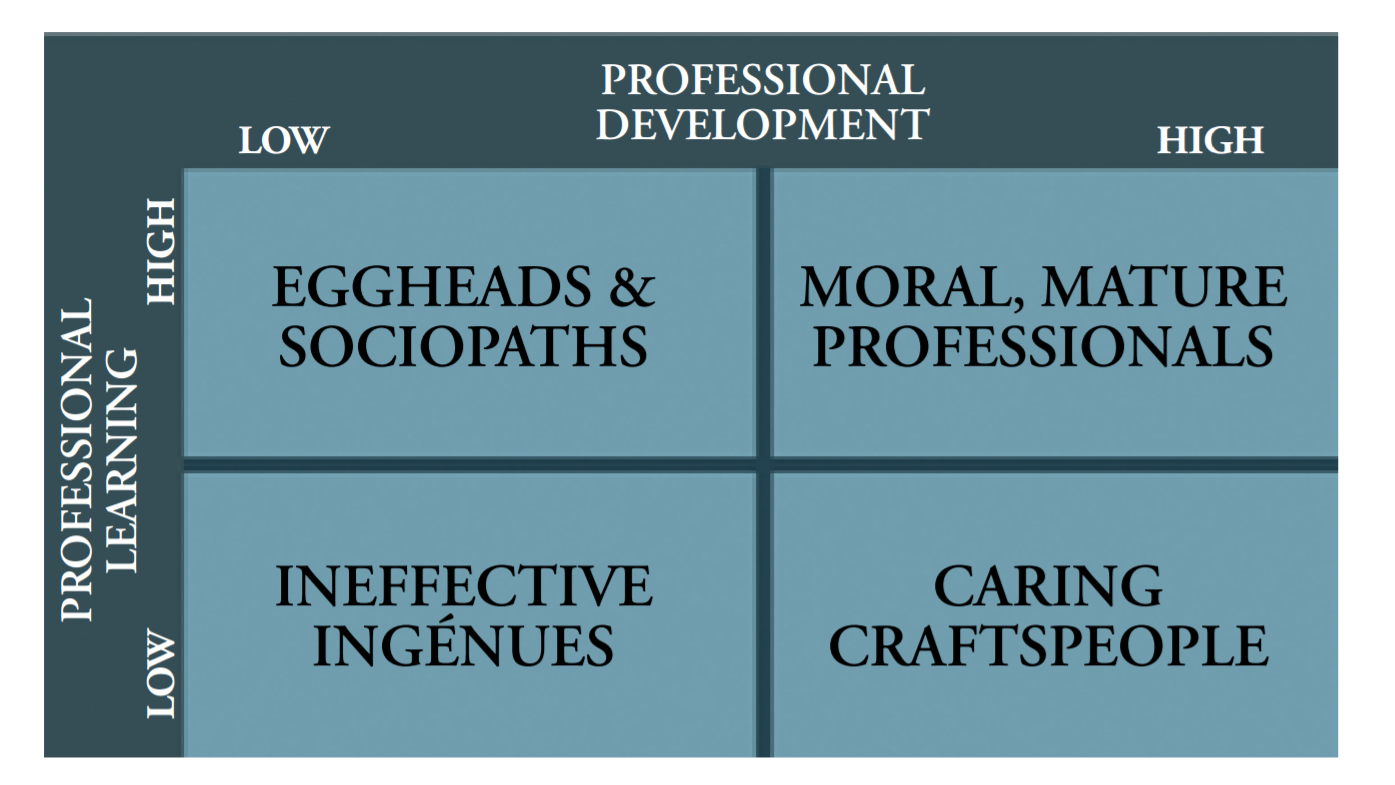 PROFESSIONAL
DEVELOPMENT
LOW
HIGH
PROFESSIONAL
LEARNING
HIGH
LOW
EGGHEADS &
SOCIOPATHS
MORAL, MATURE
PROFESSIONALS
INEFFECTIVE
INGÉNUES
CARING
CRAFTSPEOPLE